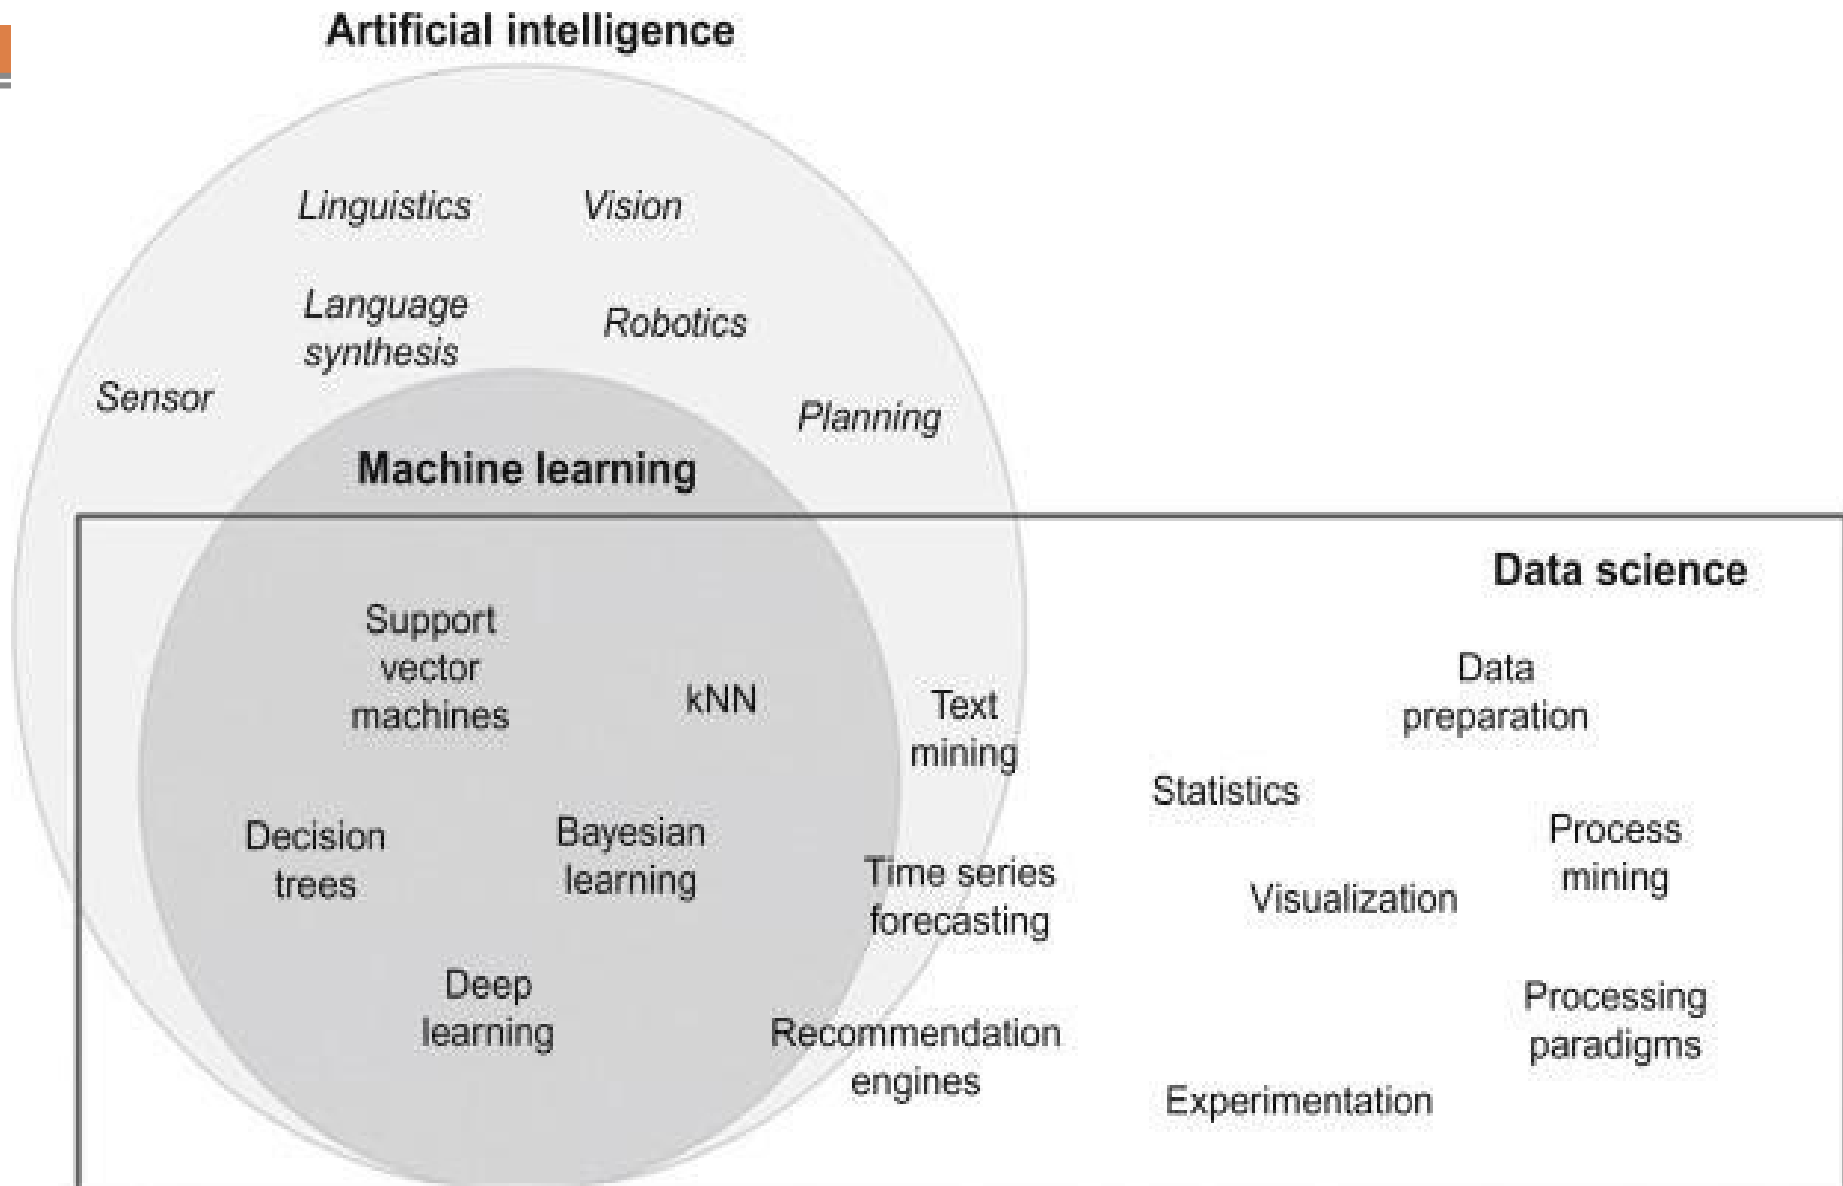 Artificial intelligence
Linguistics
Vision
Language
synthesis
Robotics
Sensor
Planning
Machine learning
Data science
Support
vector
machines
kNN
Text
mining
Data
preparation
Statistics
Decision
trees
Bayesian
learning
Time series
forecasting
Visualization
Process
mining
Deep
learning
Recommendation
engines
Processing
paradigms
Experimentation